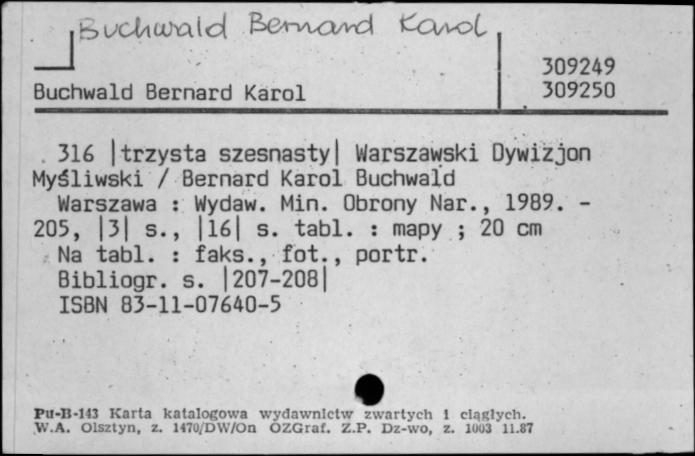 Buchwald Bernard Karol
309249
Buchwald Bernard Karol
309250
316 |trzysta szesnasty| Warszawski Dywizjon
Myśliwski / Bernard Karol Buchwald
Warszawa : Wydaw. Min. Obrony Nar., 1989. -
205, |3| s., |16| s. tabl. : mapy ; 20 cm
Na tabl. : faks., fot., portr.
Bibliogr. s. |207-208|
ISBN 83-11-07640-5
Pu-B-143 Karta katalogowa wydawnictw zwartych i ciągłych.
W.A. Olsztyn, z. 1470/DW/On OZGraf. Z.P. Dz-wo, z. 1003 11.87